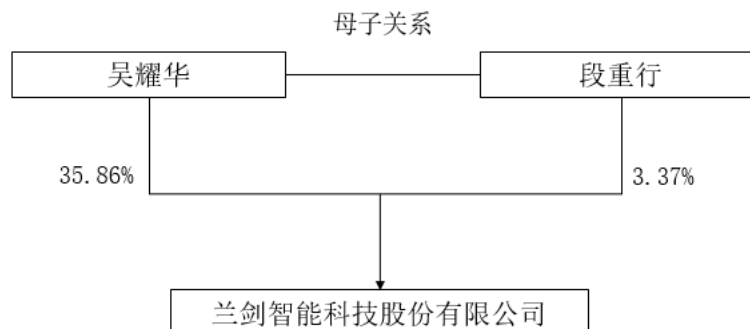 母子关系
吴耀华
段重行
35.86%
3.37%
兰剑智能科技股份有限公司